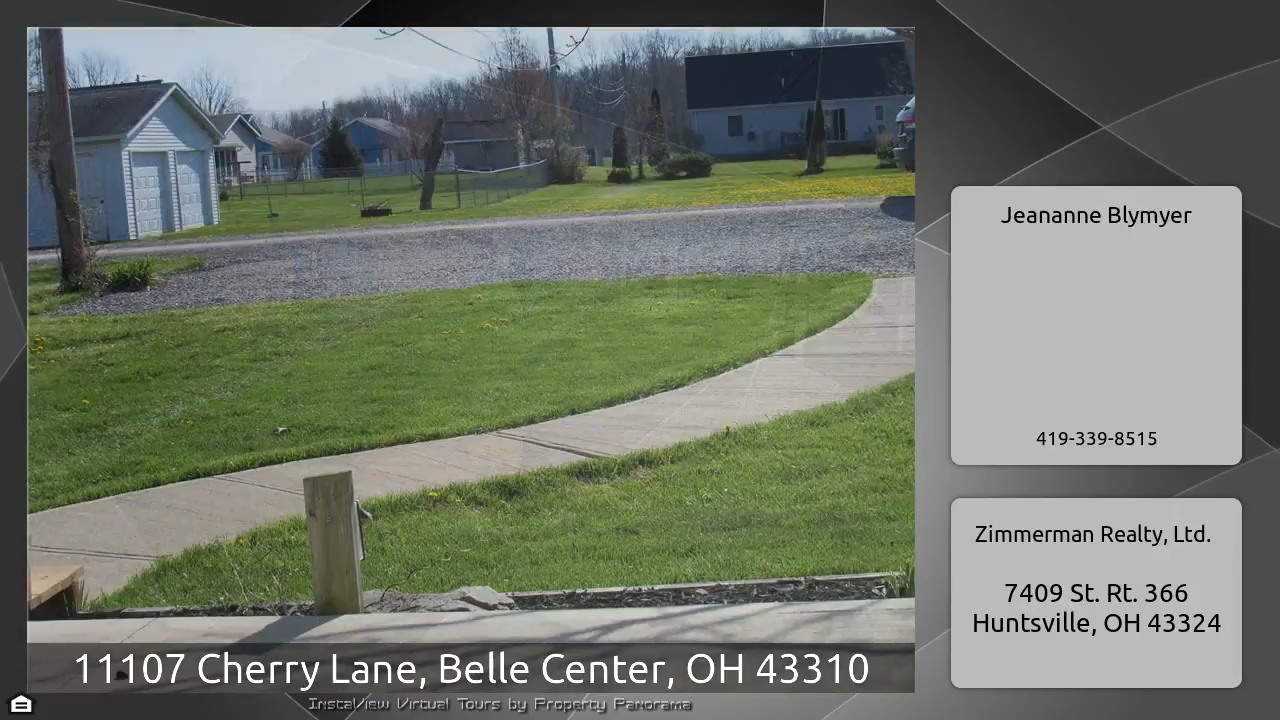 Jeananne Blymyer
419-339-8515
Zimmerman Realty, Ltd.
7409 St. Rt. 366
Huntsville, OH 43324
11107 Cherry Lane, Belle Center, OH 43310
InstaView Virtual Tours by Property Panorama